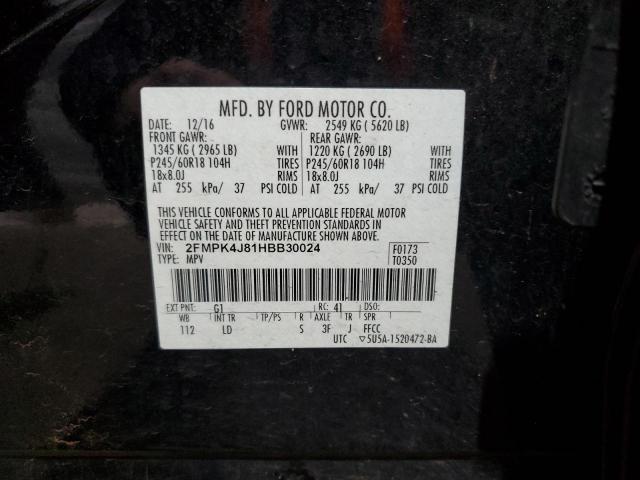 MFD. BY FORD MOTOR CO.
DATE: 12/16 GVWR: 2549 KG ( 5620 LB)
FRONT GAWR: REAR GAWR:
1345 KG ( 2965 LB) WITH 1220 KG ( 2690 LB) WITH
P245/60R18 104H TIRES P245/60R18 104H TIRES
18x8.0J RIMS 18x8.0J RIMS
AT 255 kPa/ 37 PSI COLD AT 255 kPa/ 37 PSI COLD
THIS VEHICLE CONFORMS TO ALL APPLICABLE FEDERAL MOTOR
VEHICLE SAFETY AND THEFT PREVENTION STANDARDS IN
EFFECT ON THE DATE OF MANUFACTURE SHOWN ABOVE.
VIN: 2FMPK4J81HBB30024 F0173
TYPE: MPV T0350
EXT PNT: G1 RC: 41 DSO:
WB INT TR TP/PS R AXLE TR SPR
112 LD S 3F J FFCC
UTC ▽5U5A-1520472-BA